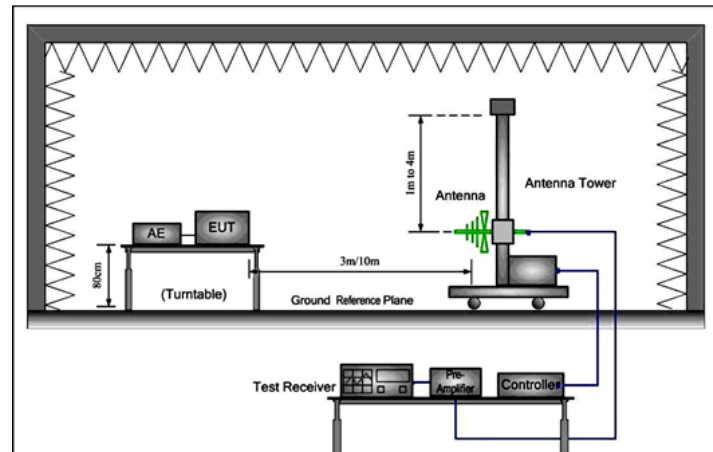 1m to 4m
Antenna
Antenna Tower
AE
EUT
80cm
(Turntable)
3m/10m
Ground Reference Plane
Test Receiver
Pre-
Amplifier
Controller